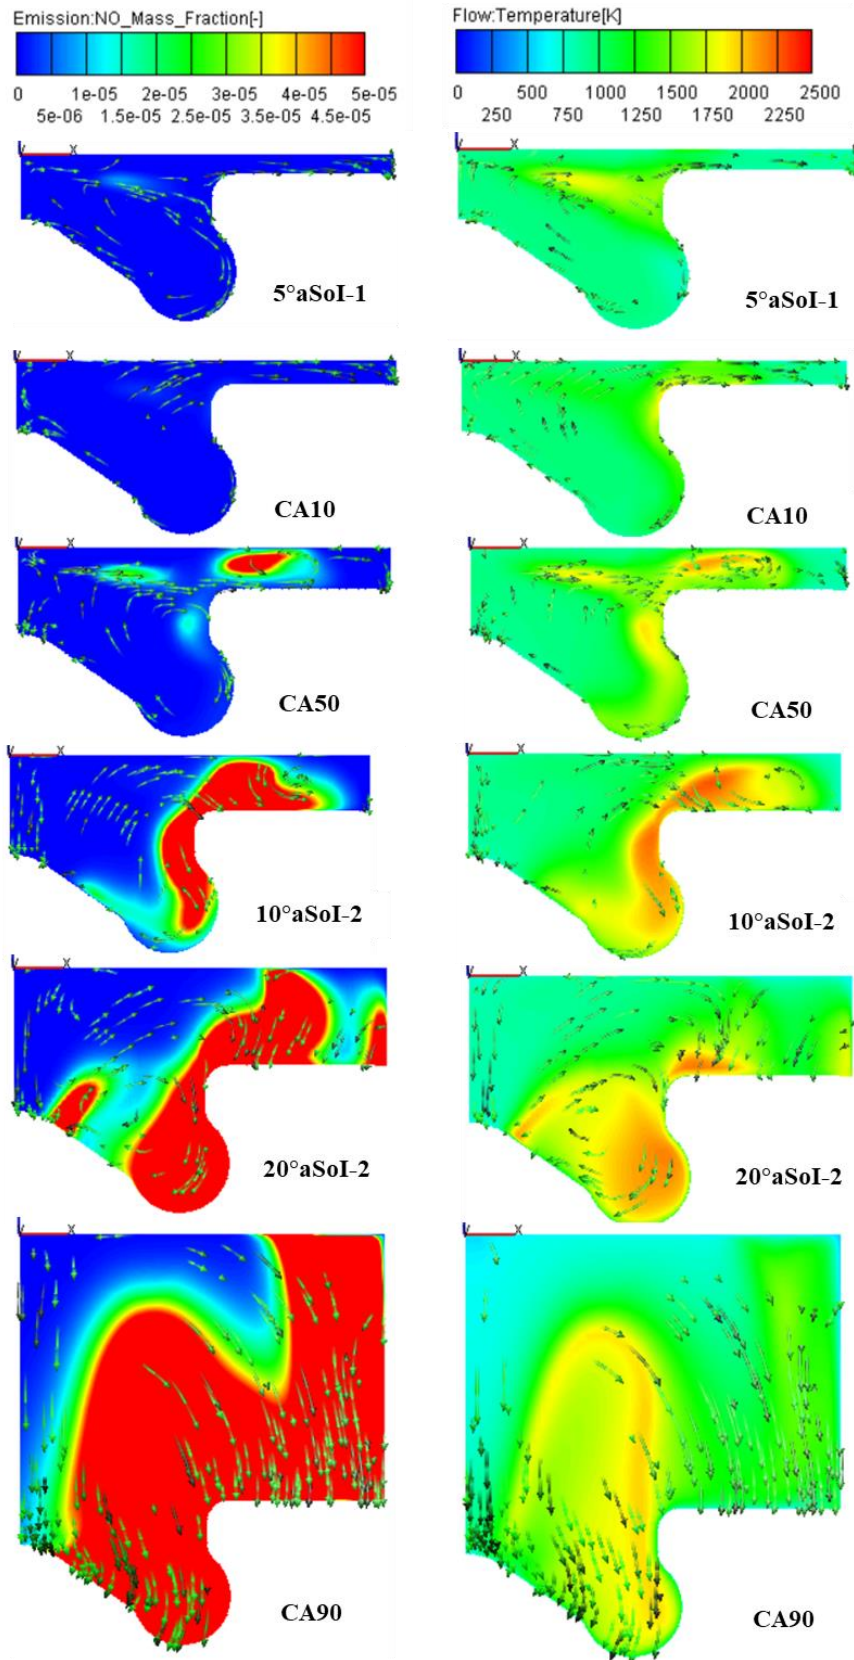 Emission:NO_Mass_Fraction[-]
0 1e-05 2e-05 3e-05 4e-05 5e-05
5e-06 1.5e-05 2.5e-05 3.5e-05 4.5e-05
Flow:Temperature[K]
0 500 1000 1500 2000 2500
250 750 1250 1750 2250
X
X
5°aSoI-1
5°aSoI-1
X
X
CA10
CA10
X
X
CA50
CA50
X
X
10°aSoI-2
10°aSoI-2
X
X
20°aSoI-2
20°aSoI-2
X
X
CA90
CA90